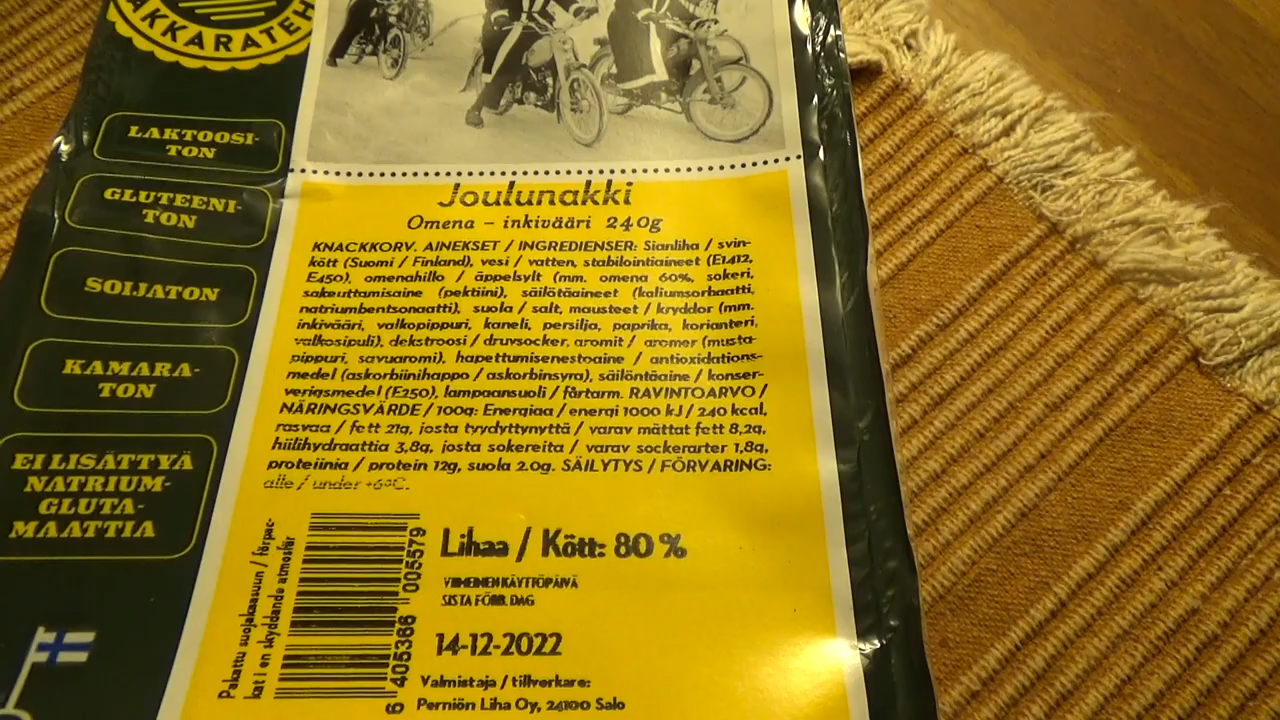 AKKARATEH
LAKTOOSI-
TON
GLUTEENI-
TON
SOIJATON
KAMARA-
TON
EI LISÄTTYÄ
NATRIUM-
GLUTA-
MAATTIA
Joulunakki
Omena – inkivääri 240g
KNACKKORV. AINEKSET / INGREDIENSER: Sianliha / svin-
kött (Suomi / Finland), vesi / vatten, stabilointiaineet (E1412,
E450), omenahillo / äppelsylt (mm. omena 60%, sokeri,
sakeuttamisaine (pektiini), säilötäaineet (kaliumsorbaatti,
natriumbentsonaatti), suola / salt, mausteet / kryddor (mm.
inkivääri, valkopippuri, kaneli, persilja, paprika, korianteri,
valkosipuli), dekstroosi / druvsocker, aromit / aromer (musta-
pippuri, savuaromi), hapettumisenestoaine / antioxidations-
medel (askorbiinihappo / askorbinsyra), säilöntäaine / konser-
verigsmedel (E250), lampaansuoli / fårtarm. RAVINTOARVO /
NÄRINGSVÄRDE / 100g: Energiaa / energi 1000 kJ / 240 kcal,
rasvaa / fett 21g, josta tyydyttynyttä / varav mättat fett 8,2g,
hiilihydraattia 3,8g, josta sokereita / varav sockerarter 1,8g,
proteiinia / protein 12g, suola 2.0g. SÄILYTYS / FÖRVARING:
alle / under +6°C.
Pakattu suojakaasuun / förpac-
kat i en skyddande atmosfär
6 405366 005579
Lihaa / Kött: 80 %
VIIMEINEN KÄYTTÖPÄIVÄ
SISTA FÖRB. DAG
14-12-2022
Valmistaja / tillverkare:
Perniön Liha Oy, 24100 Salo